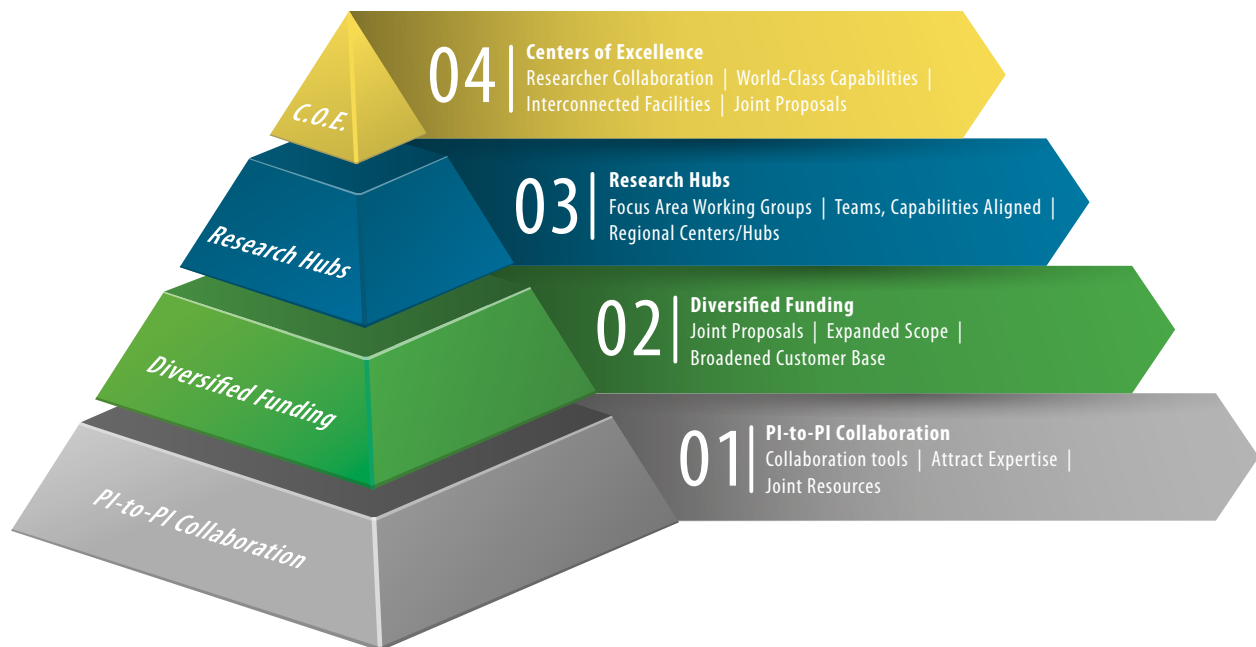 C.O.E.
04
Centers of Excellence
Researcher Collaboration | World-Class Capabilities |
Interconnected Facilities | Joint Proposals
Research Hubs
03
Research Hubs
Focus Area Working Groups | Teams, Capabilities Aligned |
Regional Centers/Hubs
Diversified Funding
02
Diversified Funding
Joint Proposals | Expanded Scope |
Broadened Customer Base
PI-to-PI Collaboration
01
PI-to-PI Collaboration
Collaboration tools | Attract Expertise |
Joint Resources